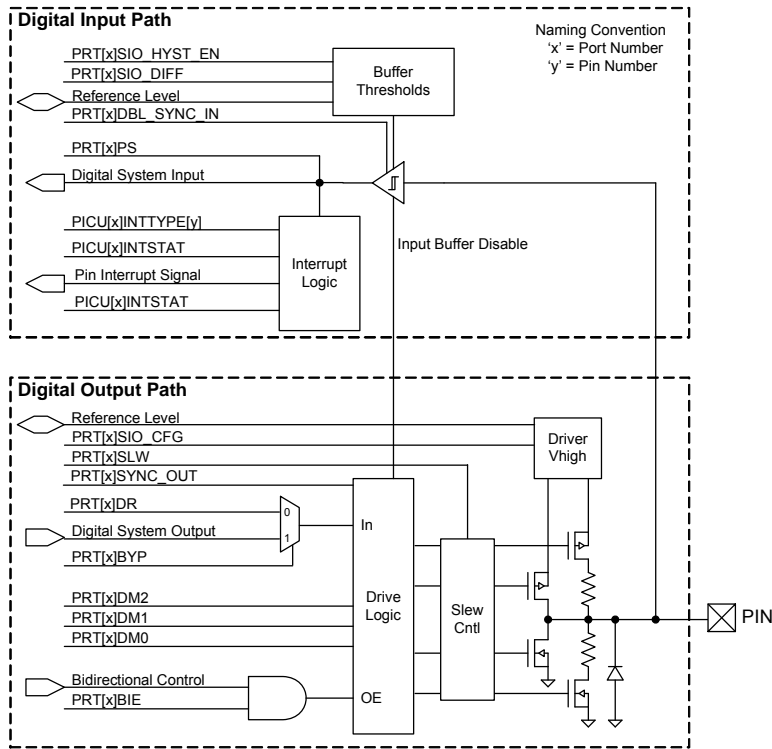 Digital Input Path
Naming Convention
'x' = Port Number
'y' = Pin Number
PRT[x]SIO_HYST_EN
PRT[x]SIO_DIFF
Reference Level
PRT[x]DBL_SYNC_IN
Buffer
Thresholds
PRT[x]PS
Digital System Input
PICU[x]INTTYPE[y]
PICU[x]INTSTAT
Pin Interrupt Signal
PICU[x]INTSTAT
Interrupt
Logic
Input Buffer Disable
Digital Output Path
Reference Level
PRT[x]SIO_CFG
PRT[x]SLW
PRT[x]SYNC_OUT
Driver
Vhigh
PRT[x]DR
0
Digital System Output
1
PRT[x]BYP
In
PRT[x]DM2
PRT[x]DM1
PRT[x]DM0
Drive
Logic
Slew
Cntl
PIN
Bidirectional Control
PRT[x]BIE
OE